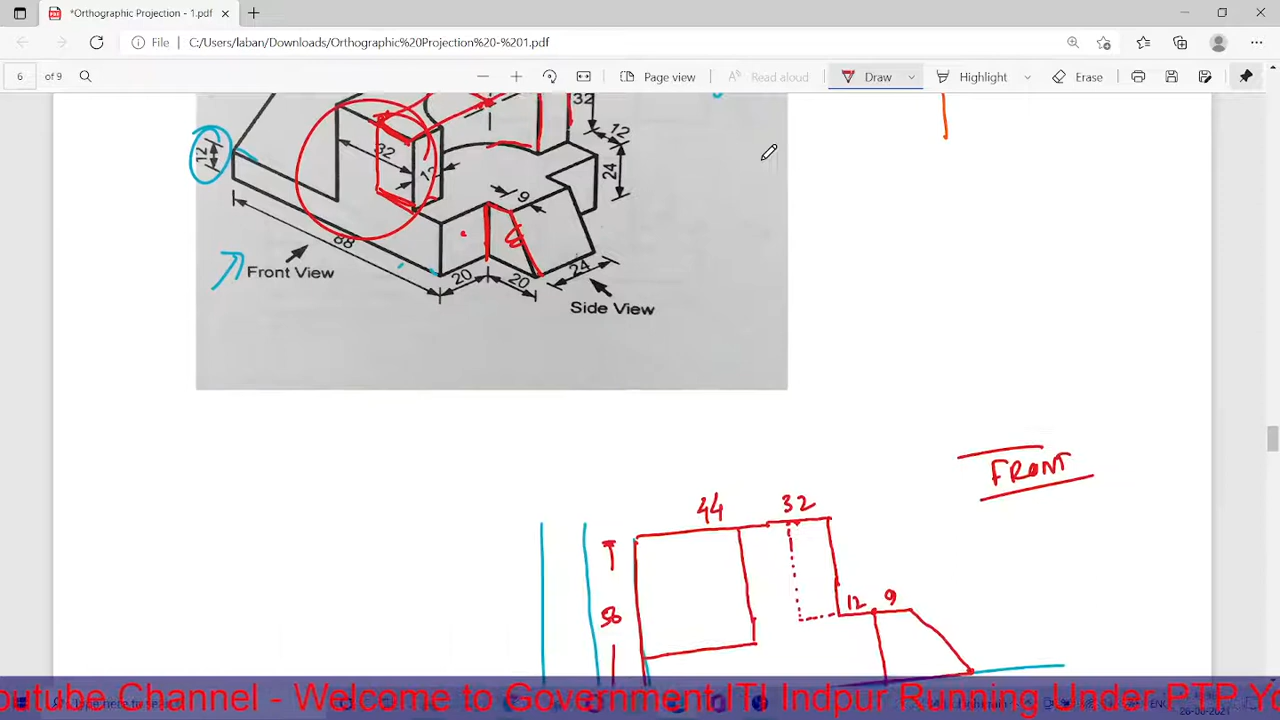 *Orthographic Projection - 1.pdf
File C:/Users/laban/Downloads/Orthographic%20Projection%20-%201.pdf
6 of 9
Page view
Read aloud
Draw
Highlight
Erase
32
12
12
32
12
24
9
88
Front View
20
20
24
Side View
FRONT
44
32
56
12
9
outube Channel - Welcome to Government ITI Indpur Running Under PTP Yo